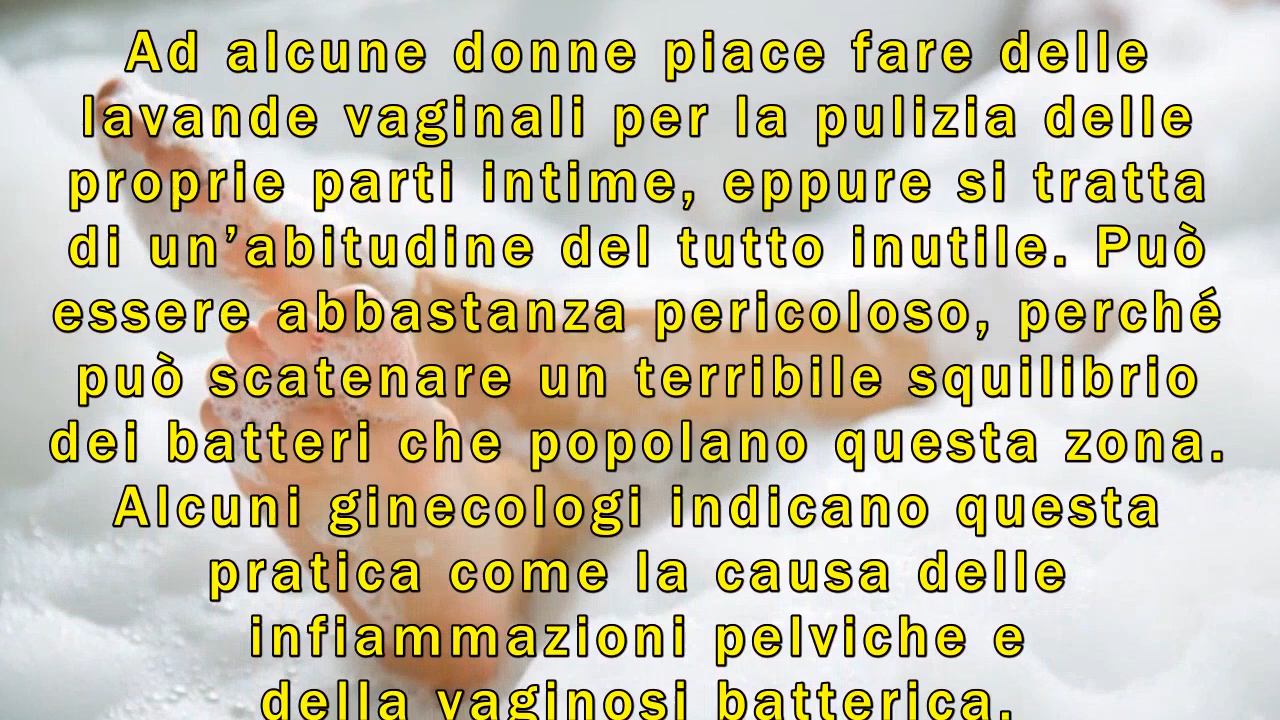 Ad alcune donne piace fare delle
lavande vaginali per la pulizia delle
proprie parti intime, eppure si tratta
di un’abitudine del tutto inutile. Può
essere abbastanza pericoloso, perché
può scatenare un terribile squilibrio
dei batteri che popolano questa zona.
Alcuni ginecologi indicano questa
pratica come la causa delle
infiammazioni pelviche e
della vaginosi batterica.